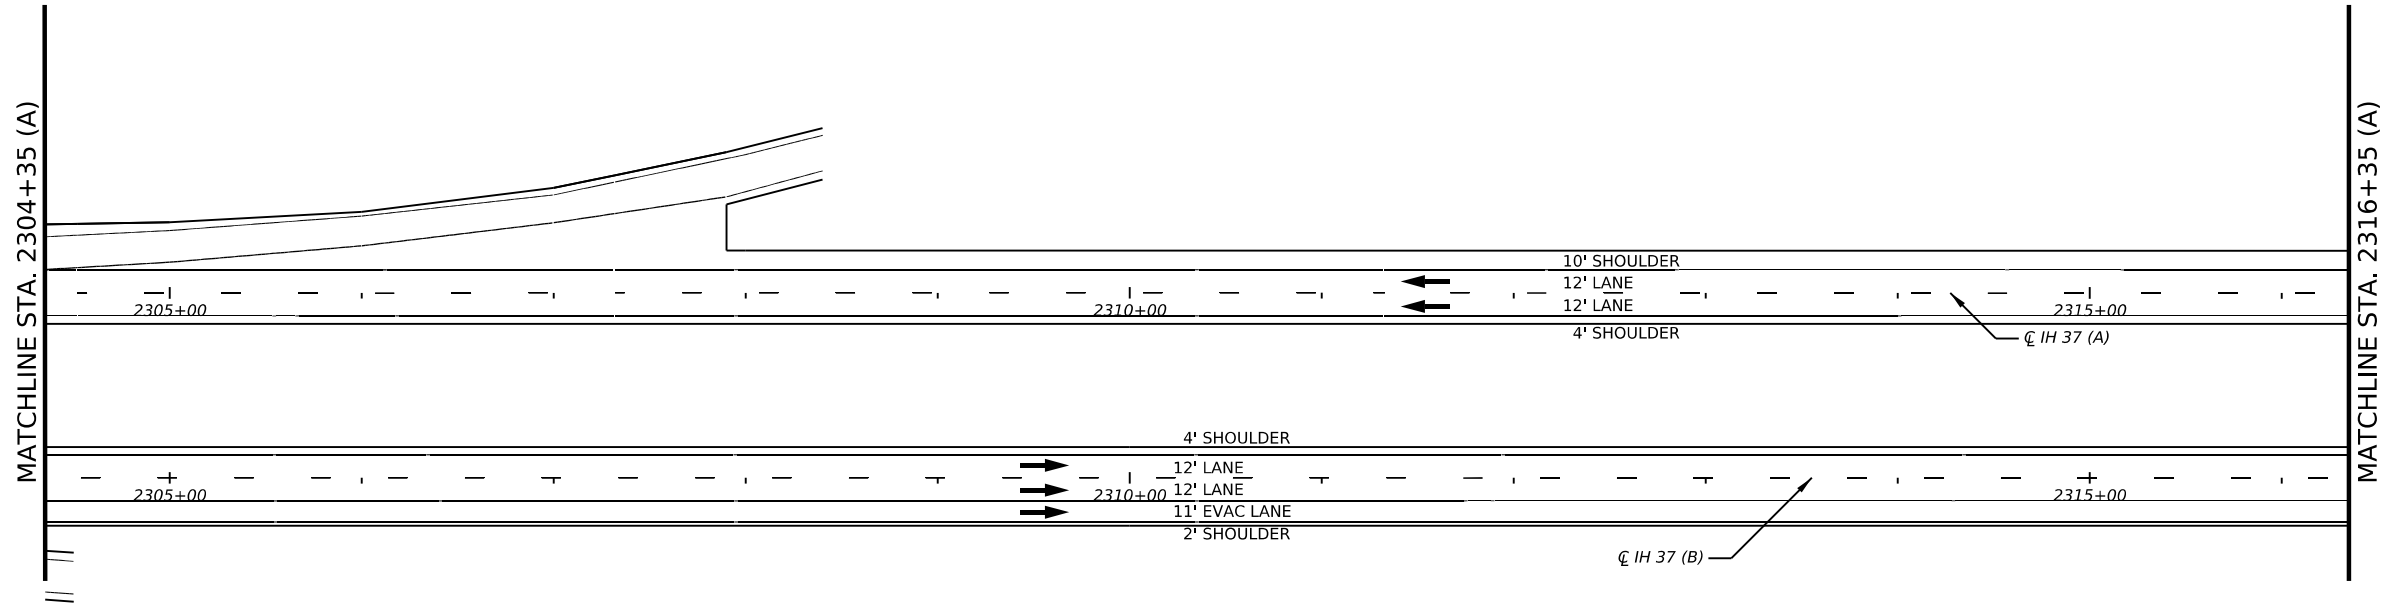 MATCHLINE STA. 2304+35 (A)
MATCHLINE STA. 2316+35 (A)
10' SHOULDER
12' LANE
12' LANE
2305+00
2310+00
2315+00
4' SHOULDER
℄ IH 37 (A)
4' SHOULDER
12' LANE
12' LANE
2305+00
2310+00
2315+00
11' EVAC LANE
2' SHOULDER
℄ IH 37 (B)